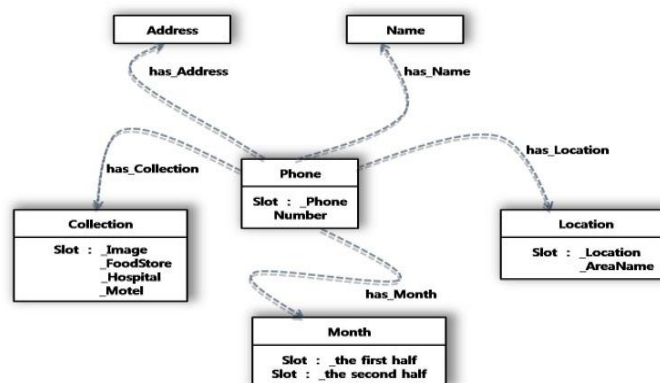 Address
Name
has_Address
has_Name
has_Collection
has_Location
Phone
Slot : _Phone
Number
Collection
Slot : _Image
_FoodStore
_Hospital
_Motel
Location
Slot : _Location
_AreaName
has_Month
Month
Slot : _the first half
Slot : _the second half